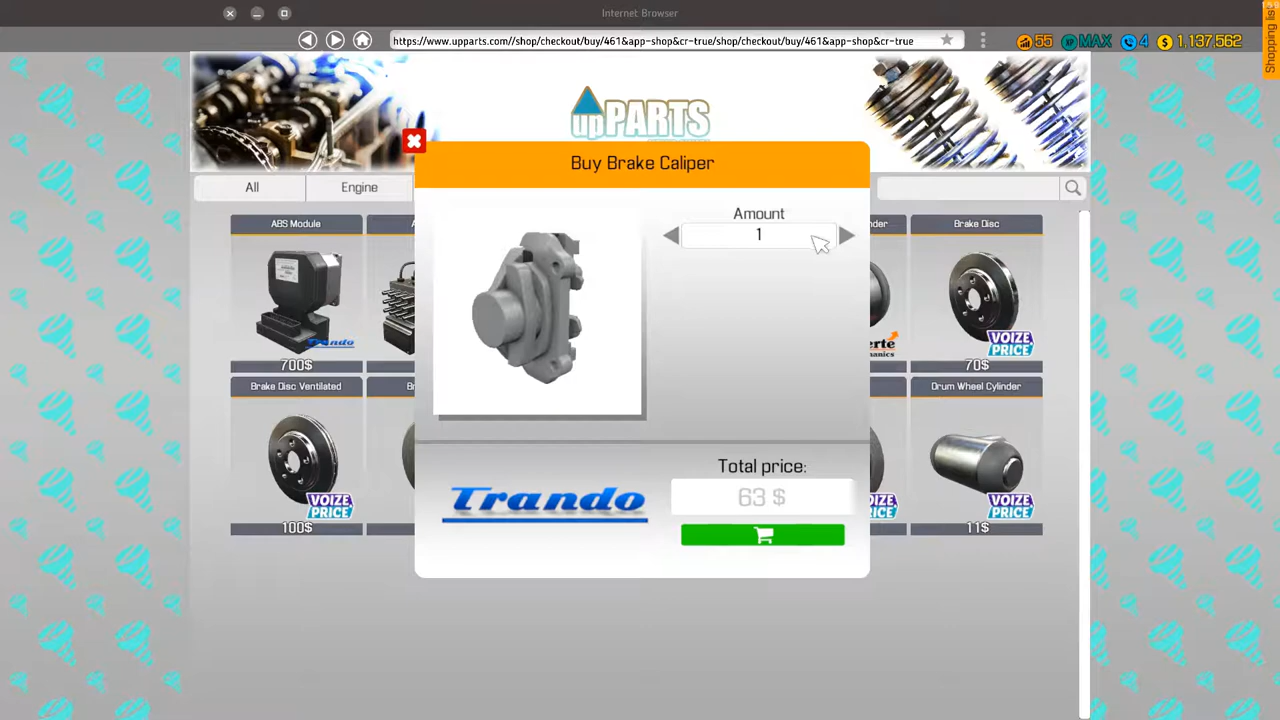 Internet Browser
https://www.upparts.com//shop/checkout/buy/461&app-shop&cr-true/shop/checkout/buy/461&app-shop&cr-true
55
XP MAX
4
$ 1,137,562
Shopping list
upPARTS
Buy Brake Caliper
All
Engine
Amount
1
ABS Module
Brake Disc
Trando
VOIZE
PRICE
700$
70$
Brake Disc Ventilated
Drum Wheel Cylinder
VOIZE
PRICE
VOIZE
PRICE
100$
11$
Total price:
Trando
63 $